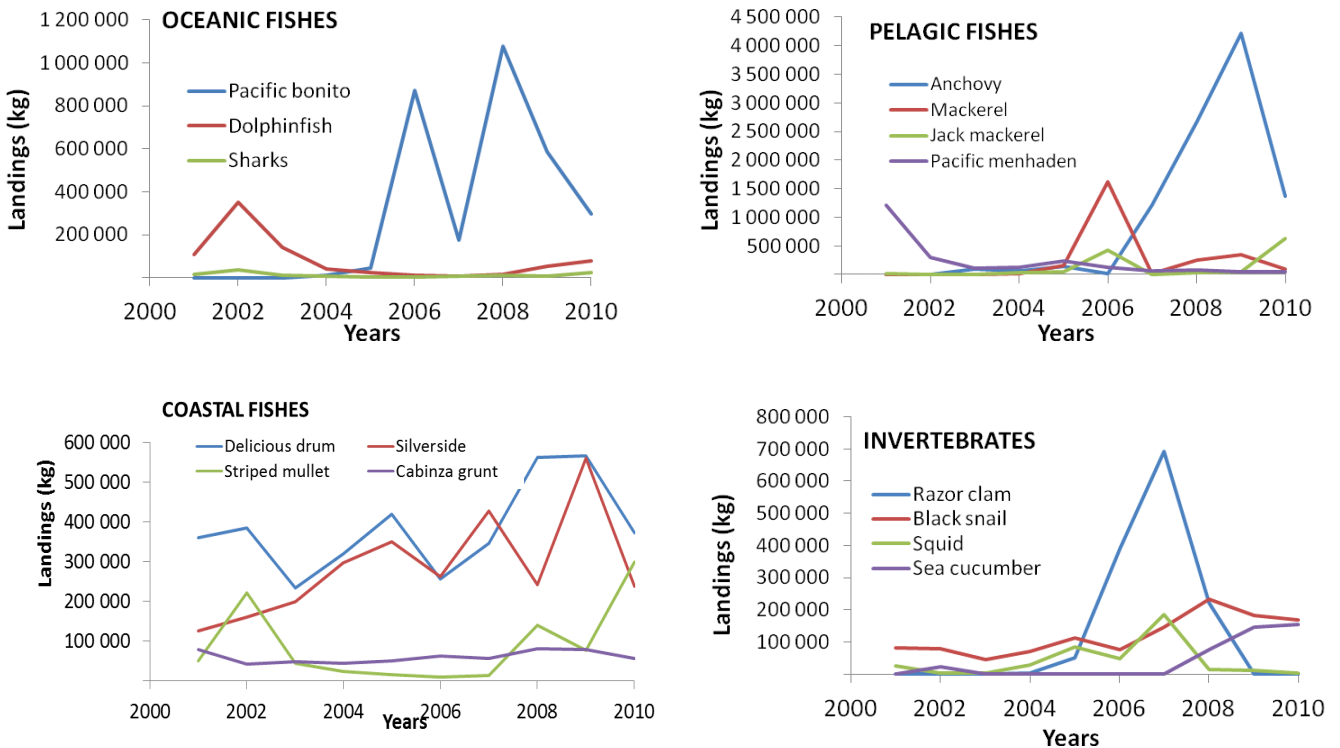 OCEANIC FISHES
1 200 000
1 000 000
800 000
600 000
400 000
200 000
Landings (kg)
Pacific bonito
Dolphinfish
Sharks
2000 2002 2004 2006 2008 2010
Years
PELAGIC FISHES
4 500 000
4 000 000
3 500 000
3 000 000
2 500 000
2 000 000
1 500 000
1 000 000
500 000
Landings (kg)
Anchovy
Mackerel
Jack mackerel
Pacific menhaden
2000 2002 2004 2006 2008 2010
Years
COASTAL FISHES
600 000
500 000
400 000
300 000
200 000
100 000
Landings (kg)
Delicious drum Silverside
Striped mullet Cabinza grunt
2000 2002 2004 2006 2008 2010
Years
INVERTEBRATES
800 000
700 000
600 000
500 000
400 000
300 000
200 000
100 000
Landings (kg)
Razor clam
Black snail
Squid
Sea cucumber
2000 2002 2004 2006 2008 2010
Years